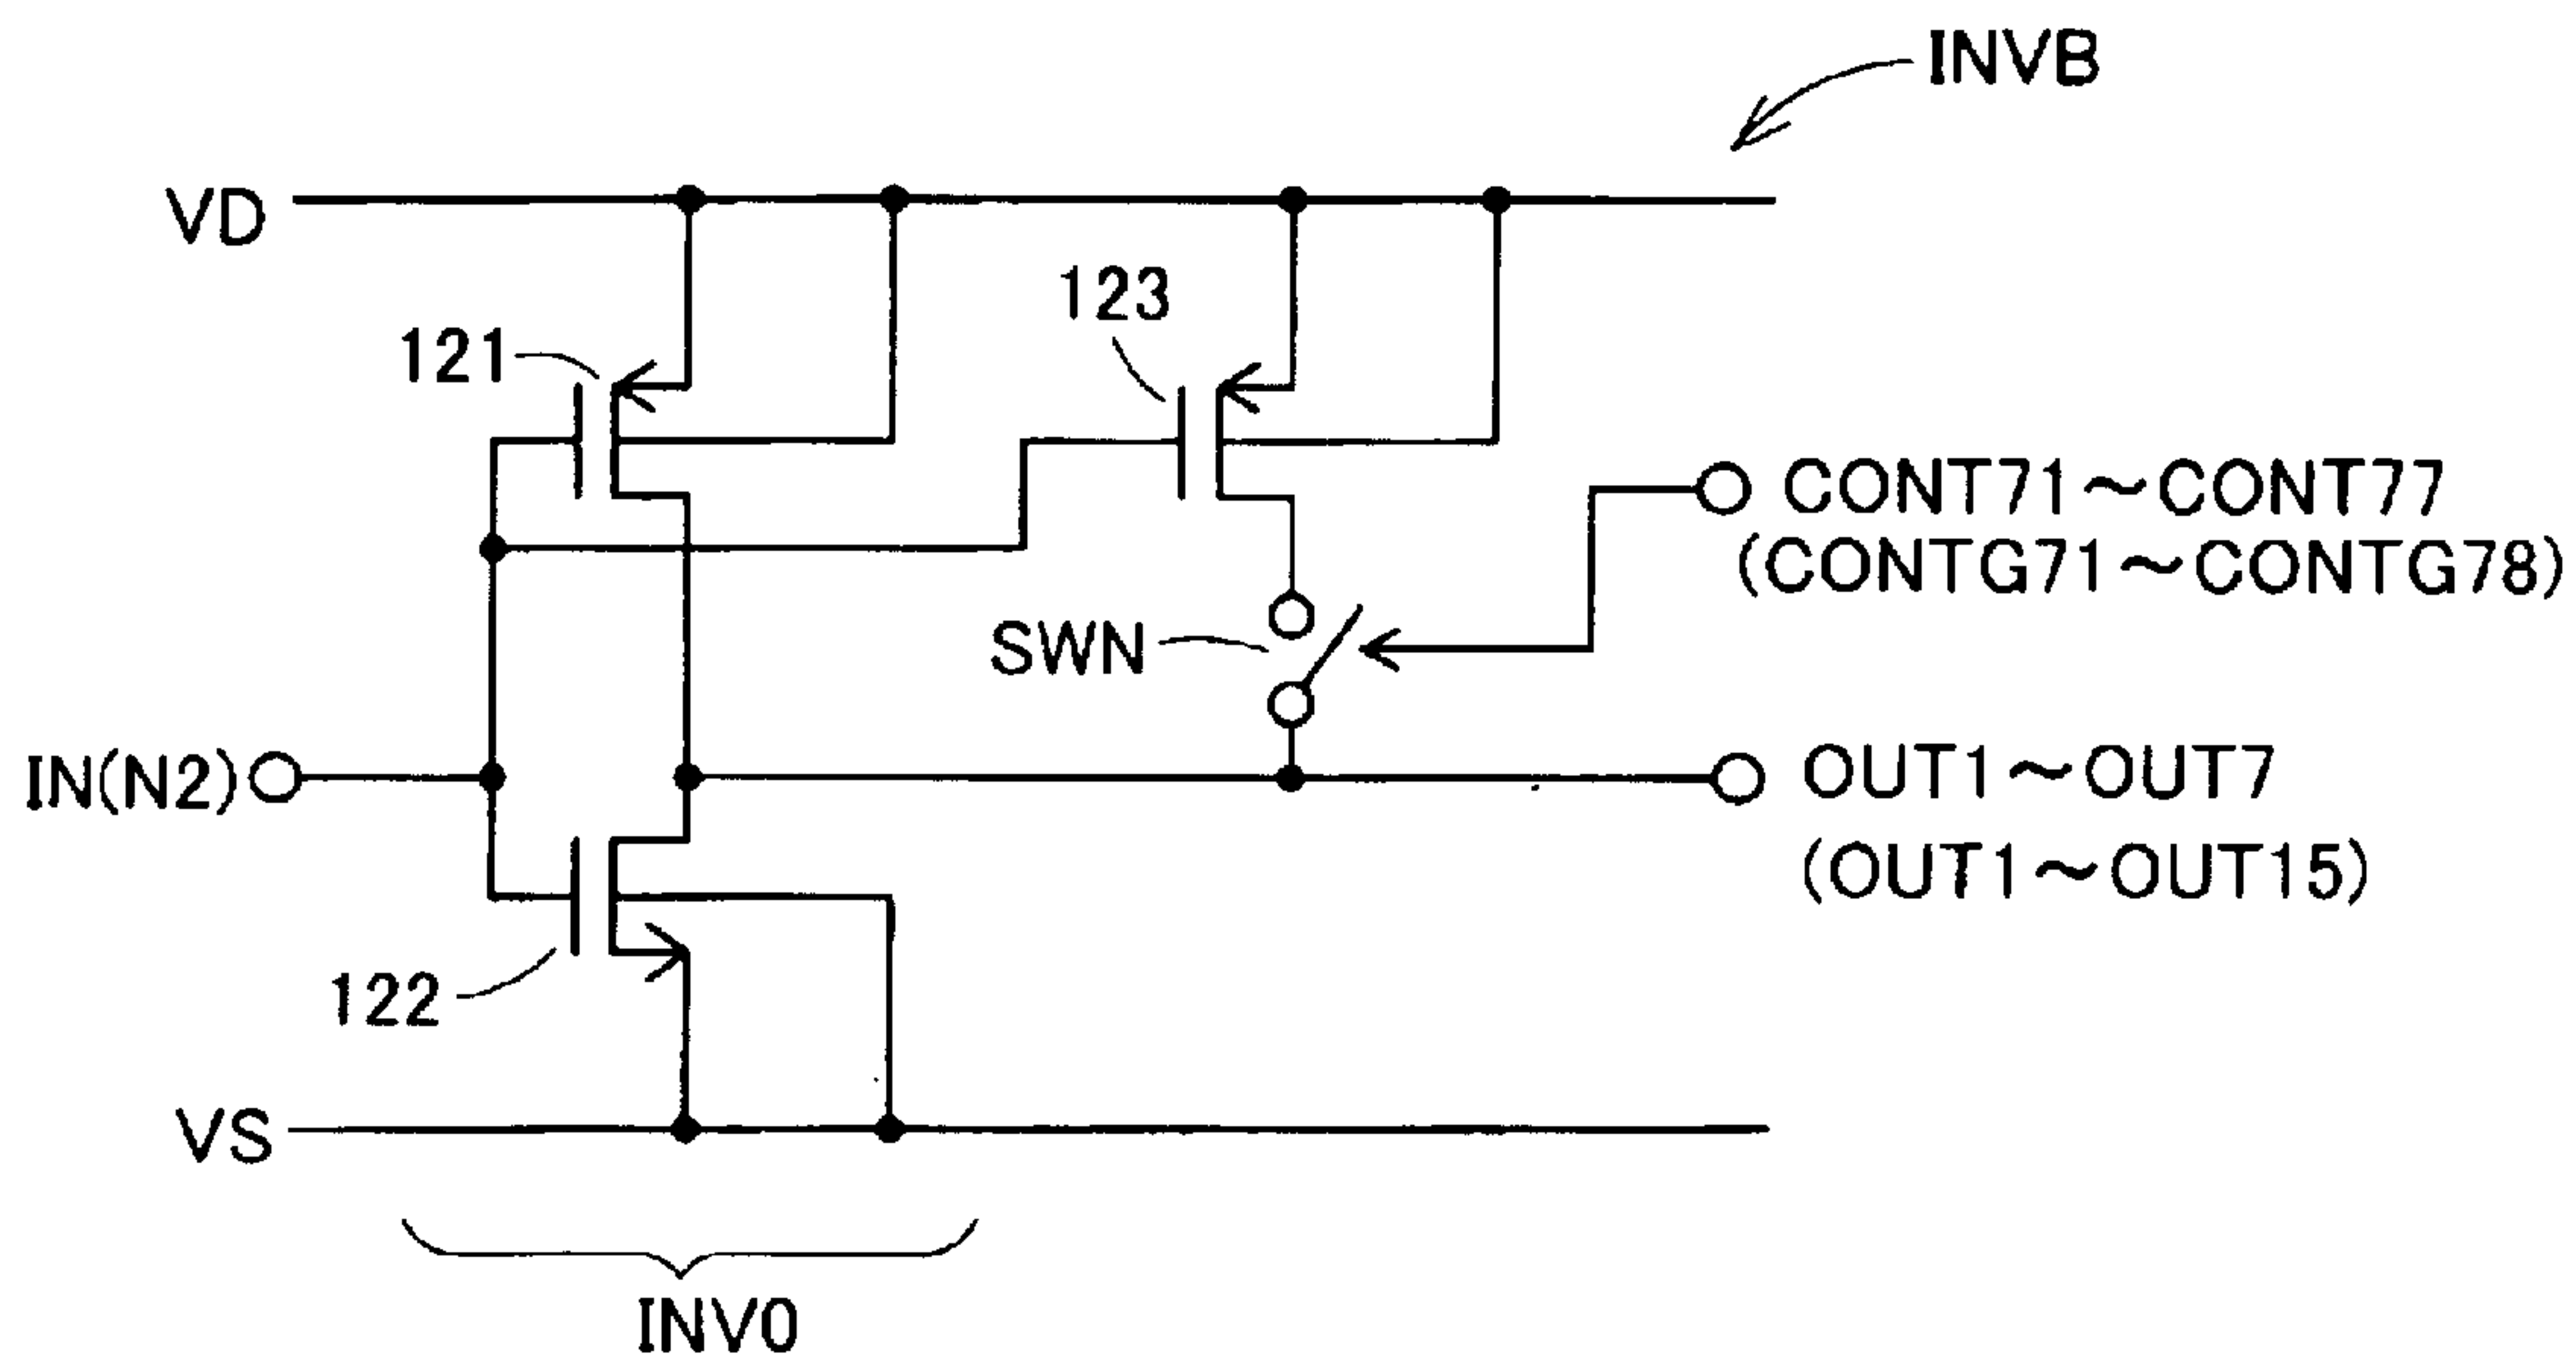 INVB
VD
123
121
CONT71～CONT77
(CONTG71～CONTG78)
SWN
IN(N2)
OUT1～OUT7
(OUT1～OUT15)
122
VS
INV0